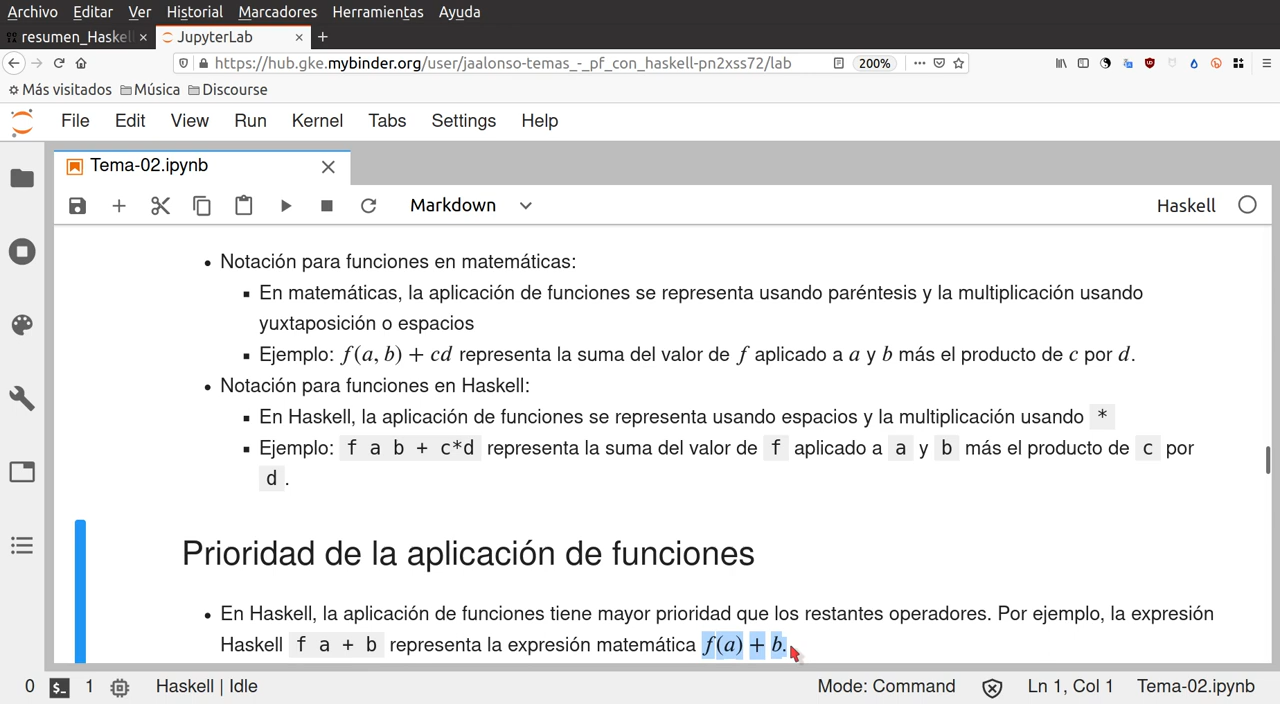 Archivo Editar Ver Historial Marcadores Herramientas Ayuda
resumen_Haskel × JupyterLab × +
https://hub.gke.mybinder.org/user/jaalonso-temas_-_pf_con_haskell-pn2xss72/lab 200%
Más visitados Música Discourse
File Edit View Run Kernel Tabs Settings Help
Tema-02.ipynb
Markdown Haskell
• Notación para funciones en matemáticas:
▪ En matemáticas, la aplicación de funciones se representa usando paréntesis y la multiplicación usando
yuxtaposición o espacios
▪ Ejemplo: f(a, b) + cd representa la suma del valor de f aplicado a a y b más el producto de c por d.
• Notación para funciones en Haskell:
▪ En Haskell, la aplicación de funciones se representa usando espacios y la multiplicación usando *
▪ Ejemplo: f a b + c*d representa la suma del valor de f aplicado a a y b más el producto de c por
d .
Prioridad de la aplicación de funciones
• En Haskell, la aplicación de funciones tiene mayor prioridad que los restantes operadores. Por ejemplo, la expresión
Haskell f a + b representa la expresión matemática f(a) + b.
0 $_ 1 Haskell | Idle Mode: Command Ln 1, Col 1 Tema-02.ipynb